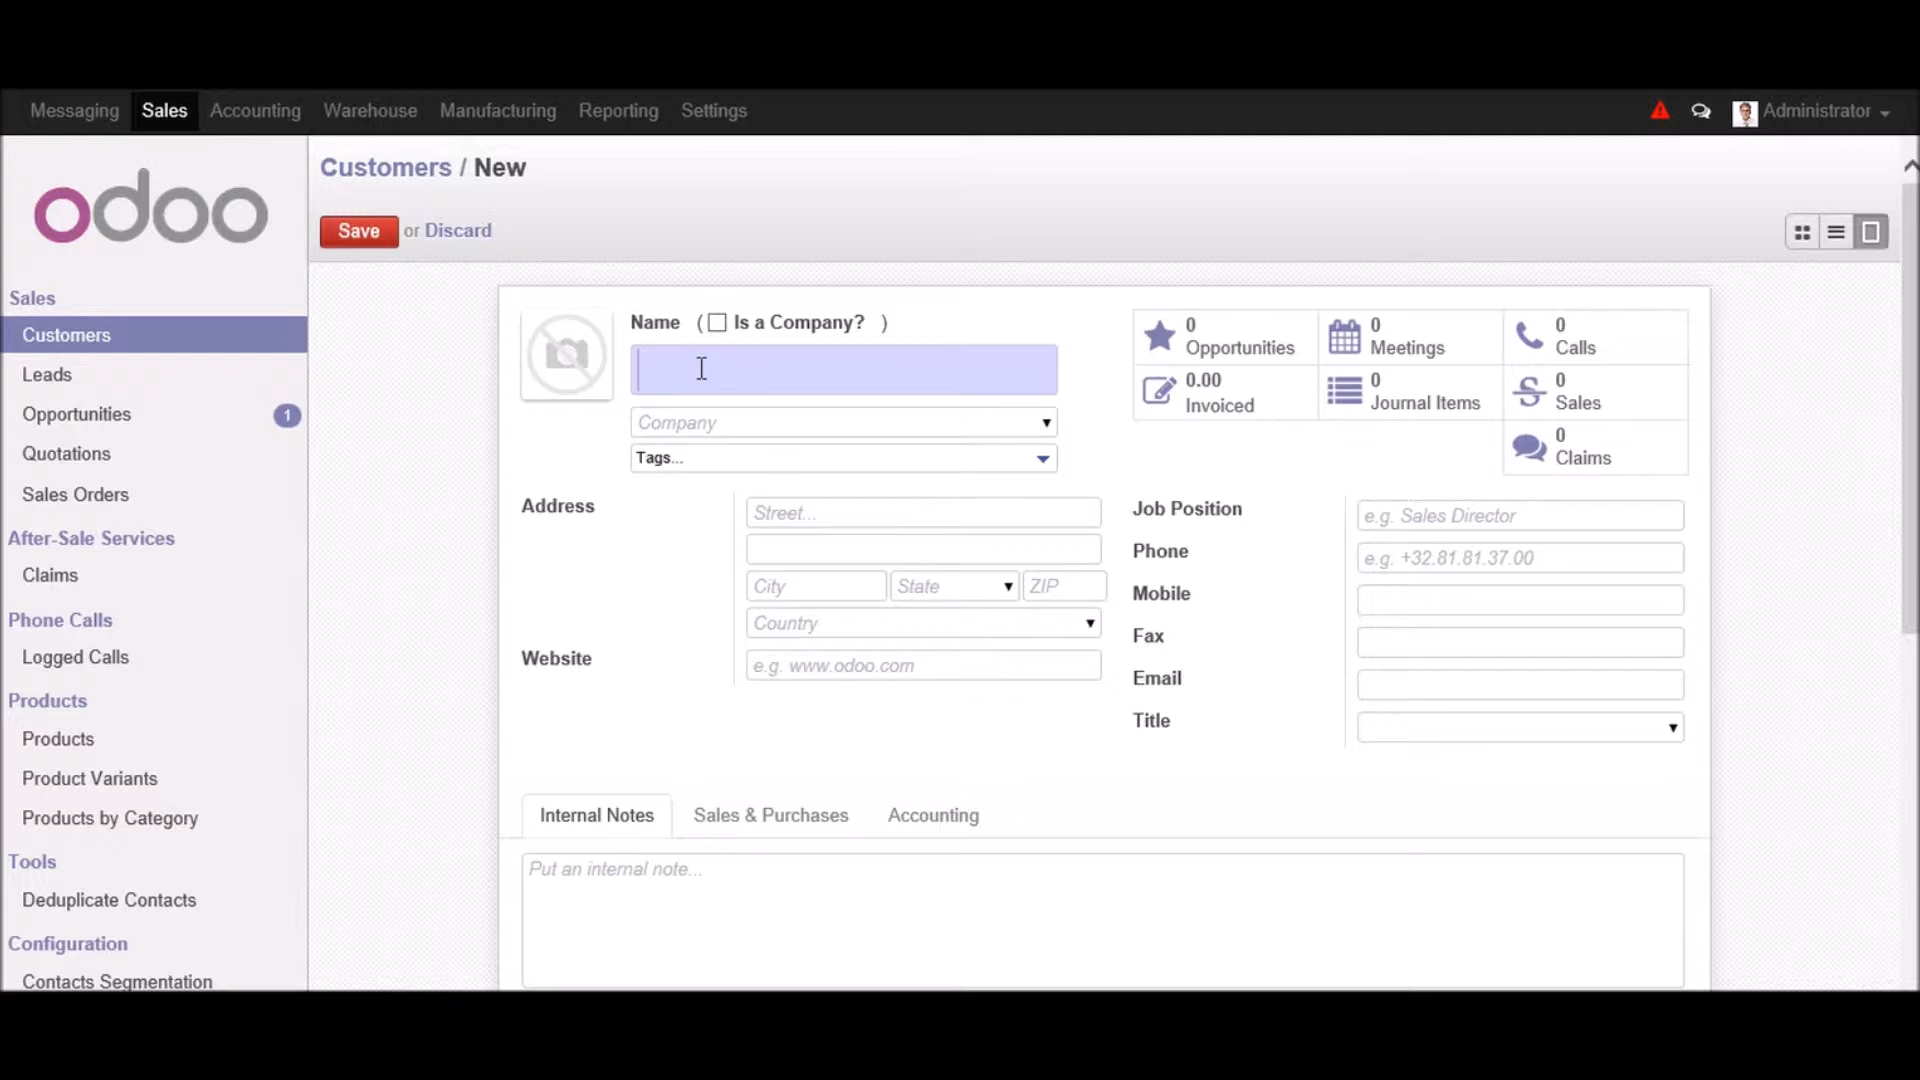 Messaging Sales Accounting Warehouse Manufacturing Reporting Settings Administrator
odoo
Customers / New
Save or Discard
Sales
Customers
Leads
Opportunities 1
Quotations
Sales Orders
After-Sale Services
Claims
Phone Calls
Logged Calls
Products
Products
Product Variants
Products by Category
Tools
Deduplicate Contacts
Configuration
Contacts Segmentation
Name ( Is a Company? )
Company
Tags...
0 Opportunities
0 Meetings
0 Calls
0.00 Invoiced
0 Journal Items
0 Sales
0 Claims
Address
Street...
City State ZIP
Country
Website e.g. www.odoo.com
Job Position e.g. Sales Director
Phone e.g. +32.81.81.37.00
Mobile
Fax
Email
Title
Internal Notes Sales & Purchases Accounting
Put an internal note...